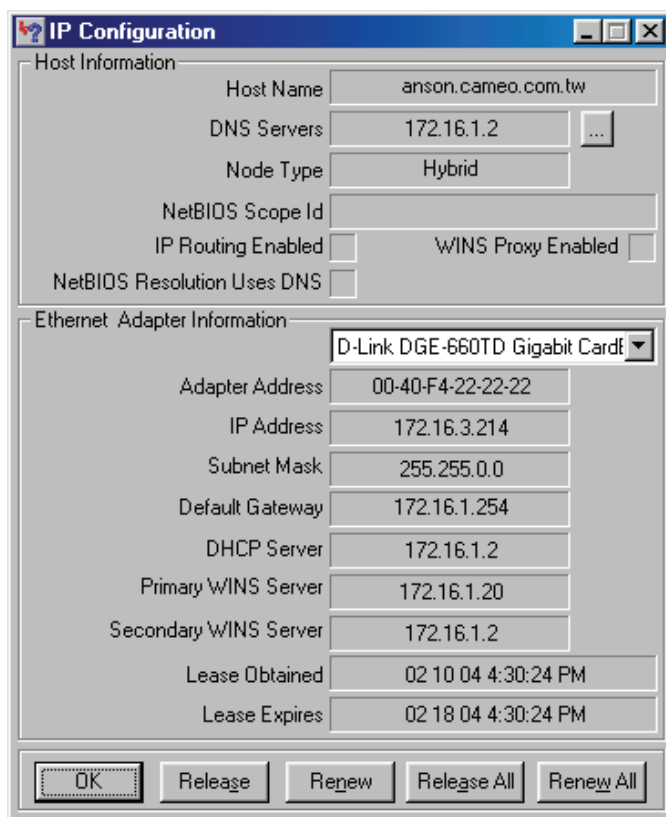 IP Configuration
Host Information
Host Name anson.cameo.com.tw
DNS Servers 172.16.1.2 ...
Node Type Hybrid
NetBIOS Scope Id
IP Routing Enabled WINS Proxy Enabled
NetBIOS Resolution Uses DNS
Ethernet Adapter Information
D-Link DGE-660TD Gigabit CardE
Adapter Address 00-40-F4-22-22-22
IP Address 172.16.3.214
Subnet Mask 255.255.0.0
Default Gateway 172.16.1.254
DHCP Server 172.16.1.2
Primary WINS Server 172.16.1.20
Secondary WINS Server 172.16.1.2
Lease Obtained 02 10 04 4:30:24 PM
Lease Expires 02 18 04 4:30:24 PM
OK Release Renew Release All Renew All